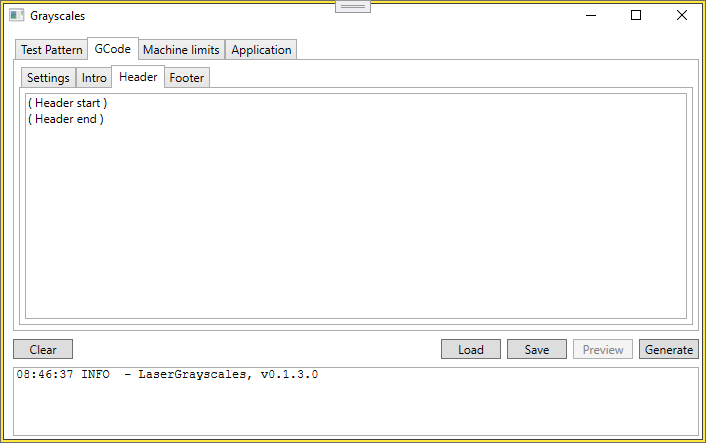 Grayscales
Test Pattern GCode Machine limits Application
Settings Intro Header Footer
( Header start )
( Header end )
Clear Load Save Preview Generate
08:46:37 INFO  - LaserGrayscales, v0.1.3.0